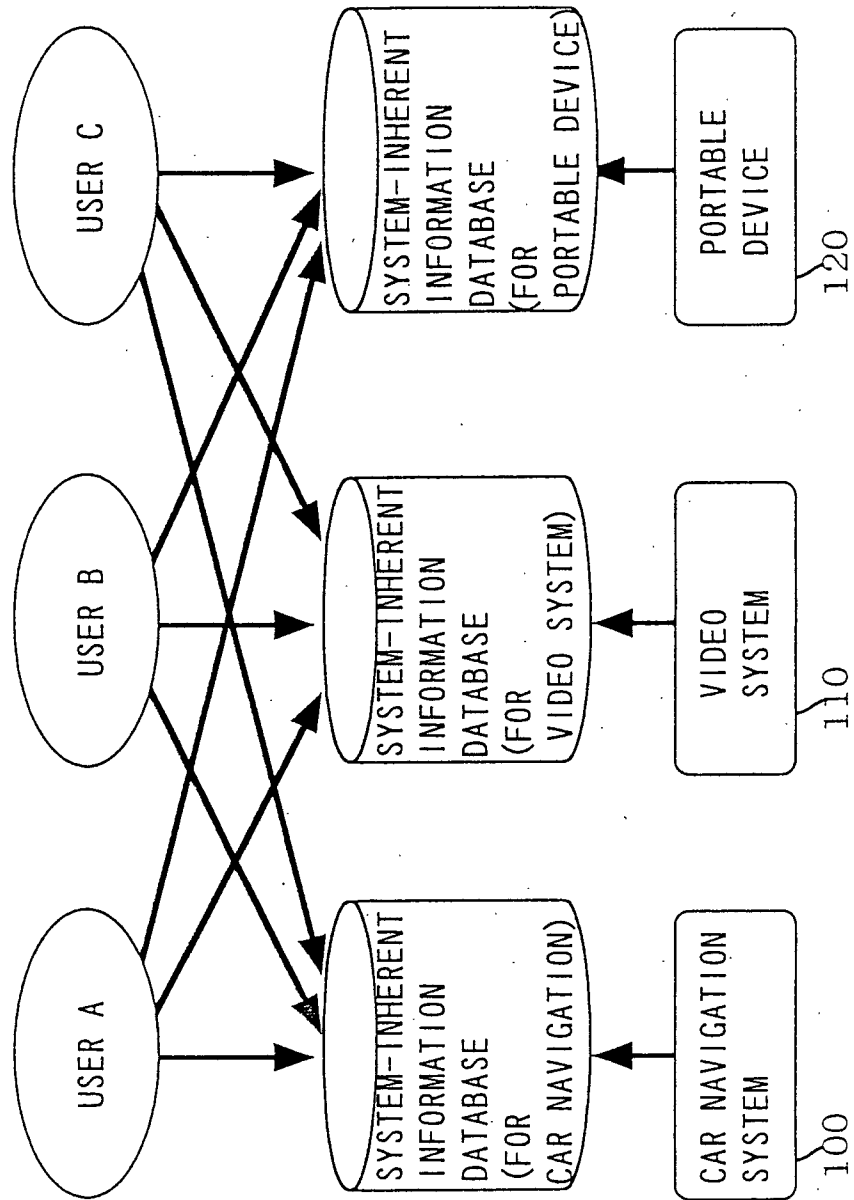 USER A
USER B
USER C
SYSTEM-INHERENT
INFORMATION
DATABASE
(FOR
CAR NAVIGATION)
SYSTEM-INHERENT
INFORMATION
DATABASE
(FOR
VIDEO SYSTEM)
SYSTEM-INHERENT
INFORMATION
DATABASE
(FOR
PORTABLE DEVICE)
CAR NAVIGATION
SYSTEM
100
VIDEO
SYSTEM
110
PORTABLE
DEVICE
120